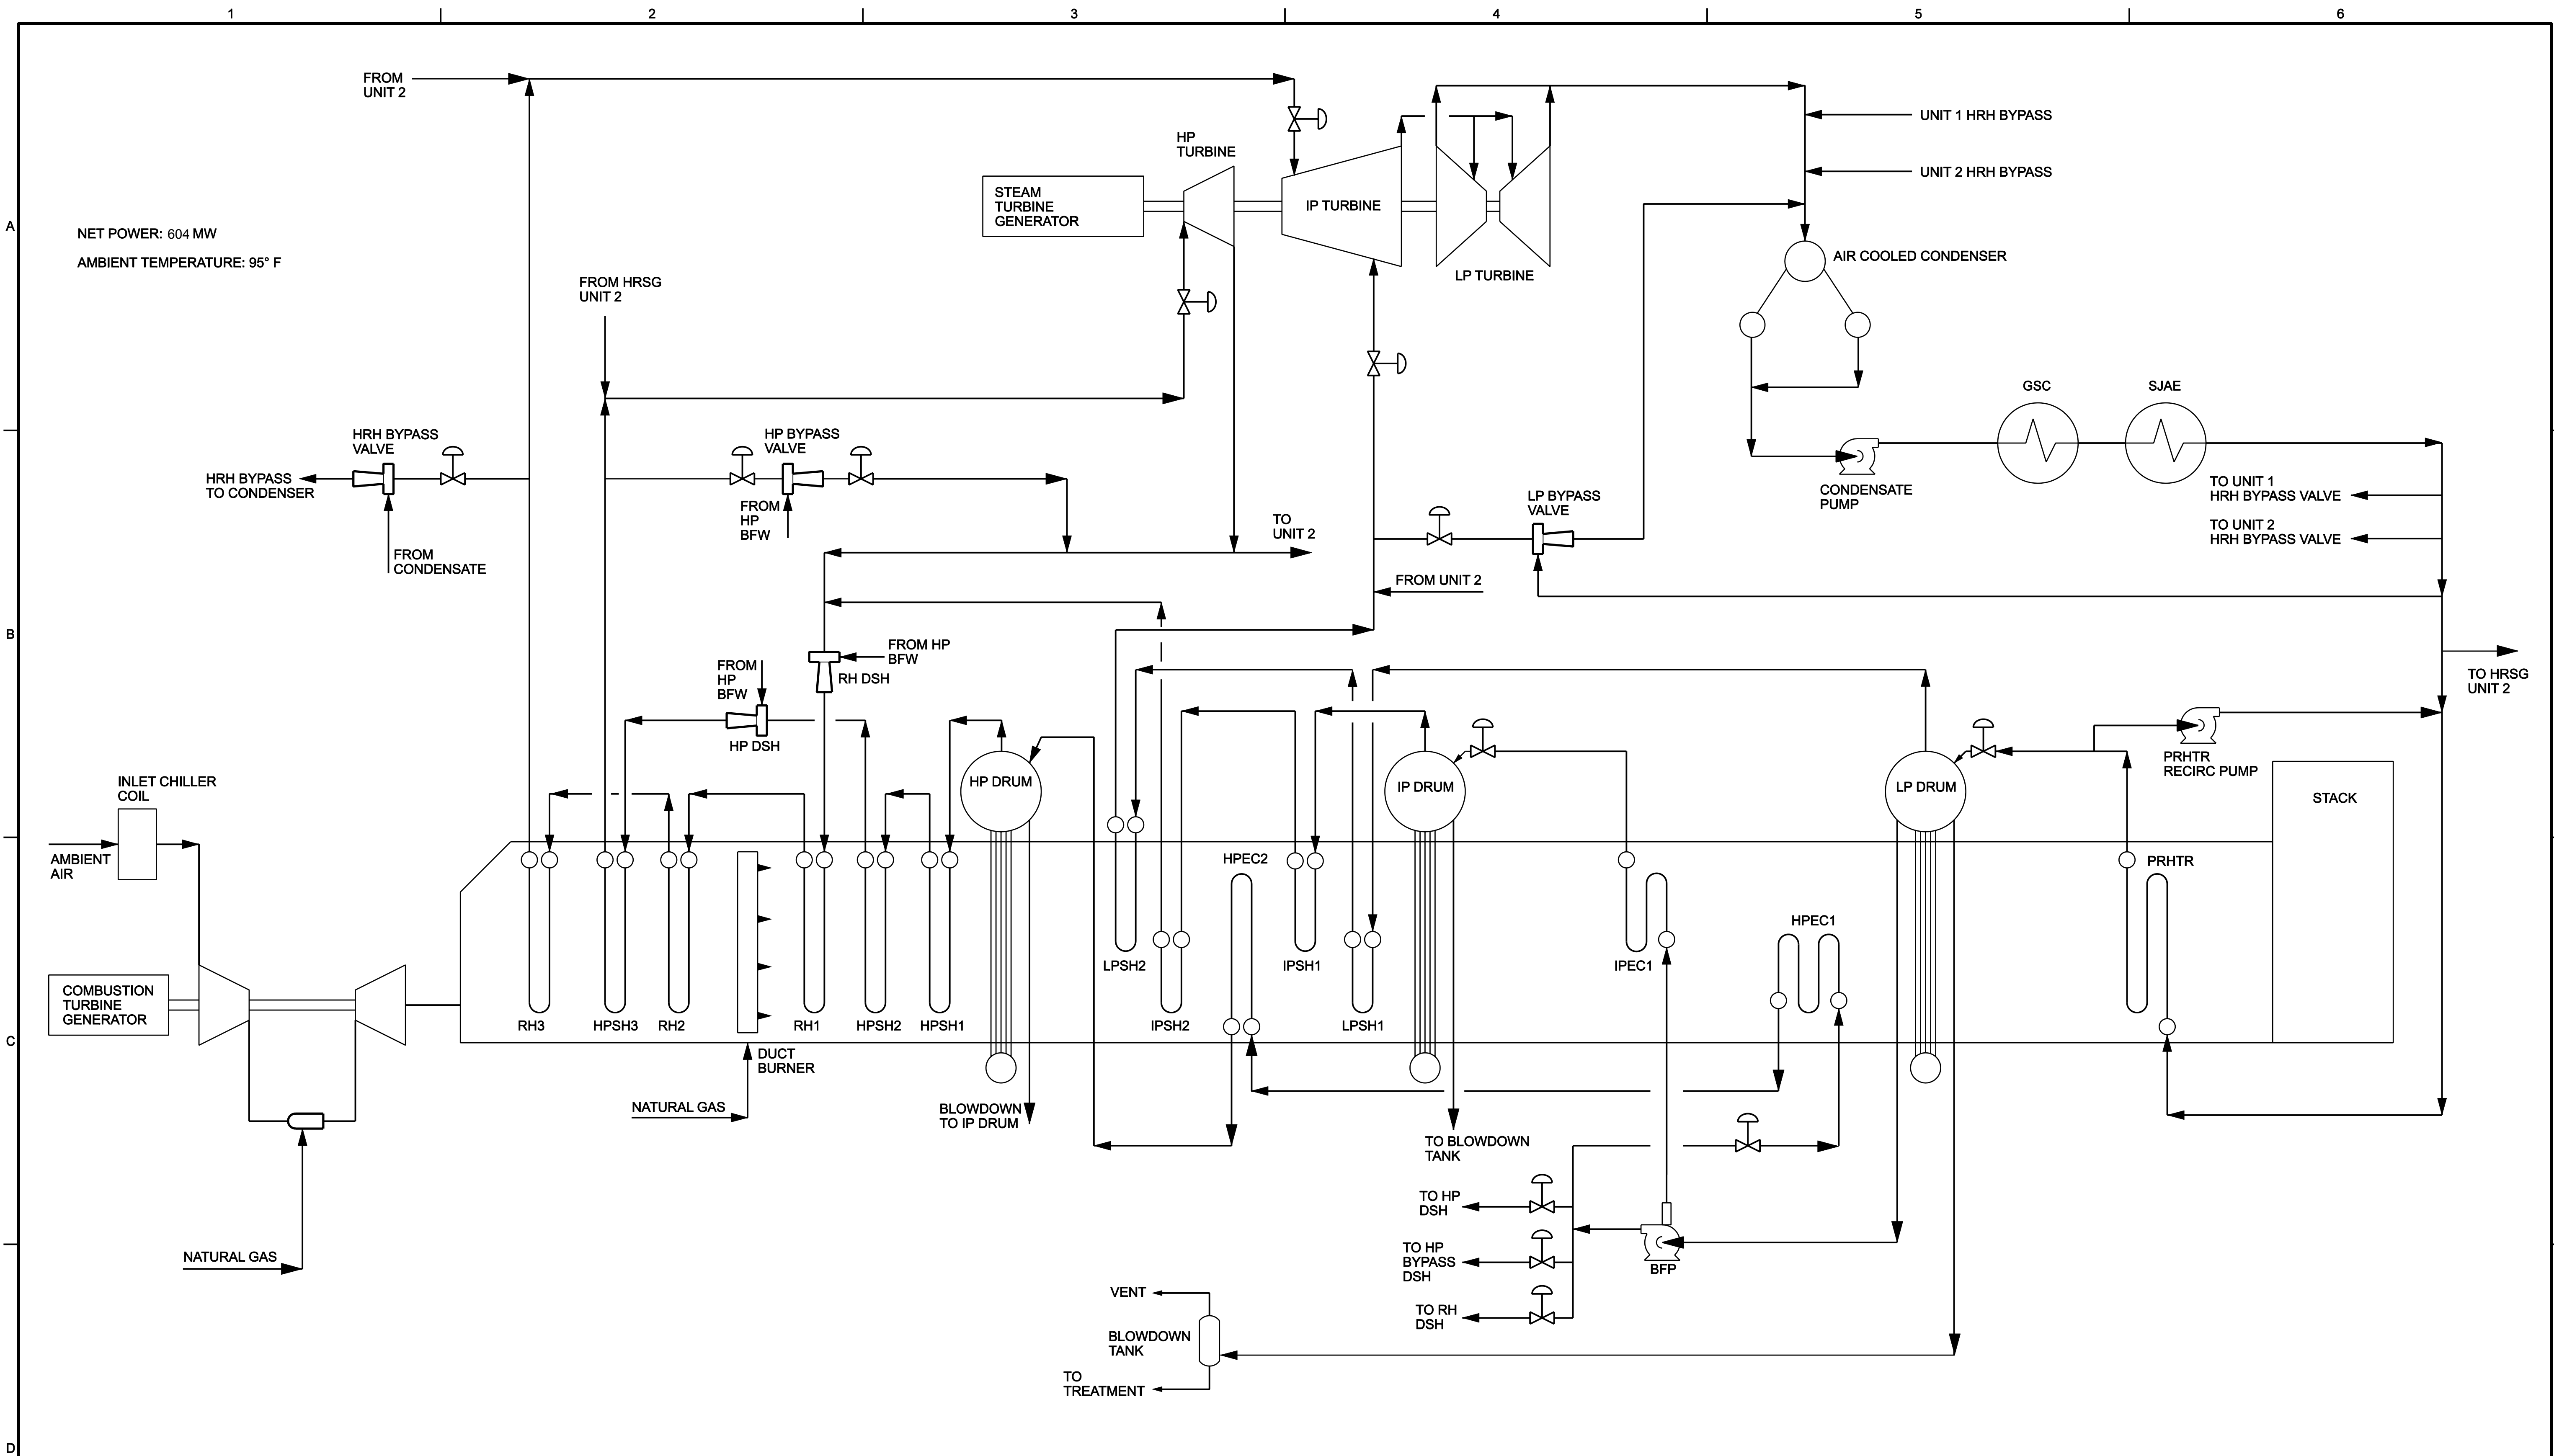 1
2
3
4
5
6
FROM
UNIT 2
UNIT 1 HRH BYPASS
HP
TURBINE
UNIT 2 HRH BYPASS
STEAM
TURBINE
GENERATOR
IP TURBINE
A
NET POWER: 604 MW
AMBIENT TEMPERATURE: 95° F
LP TURBINE
AIR COOLED CONDENSER
FROM HRSG
UNIT 2
GSC
SJAE
HRH BYPASS
VALVE
HP BYPASS
VALVE
HRH BYPASS
TO CONDENSER
FROM
HP
BFW
FROM
CONDENSATE
TO
UNIT 2
LP BYPASS
VALVE
CONDENSATE
PUMP
TO UNIT 1
HRH BYPASS VALVE
TO UNIT 2
HRH BYPASS VALVE
FROM UNIT 2
B
FROM HP
BFW
RH DSH
FROM
HP
BFW
HP DSH
TO HRSG
UNIT 2
PRHTR
RECIRC PUMP
INLET CHILLER
COIL
HP DRUM
IP DRUM
LP DRUM
STACK
AMBIENT
AIR
HPEC2
PRHTR
HPEC1
LPSH2
IPSH1
IPEC1
COMBUSTION
TURBINE
GENERATOR
RH3
HPSH3
RH2
RH1
HPSH2
HPSH1
IPSH2
LPSH1
C
DUCT
BURNER
NATURAL GAS
BLOWDOWN
TO IP DRUM
TO BLOWDOWN
TANK
TO HP
DSH
TO HP
BYPASS
DSH
BFP
NATURAL GAS
TO RH
DSH
VENT
BLOWDOWN
TANK
TO
TREATMENT
D